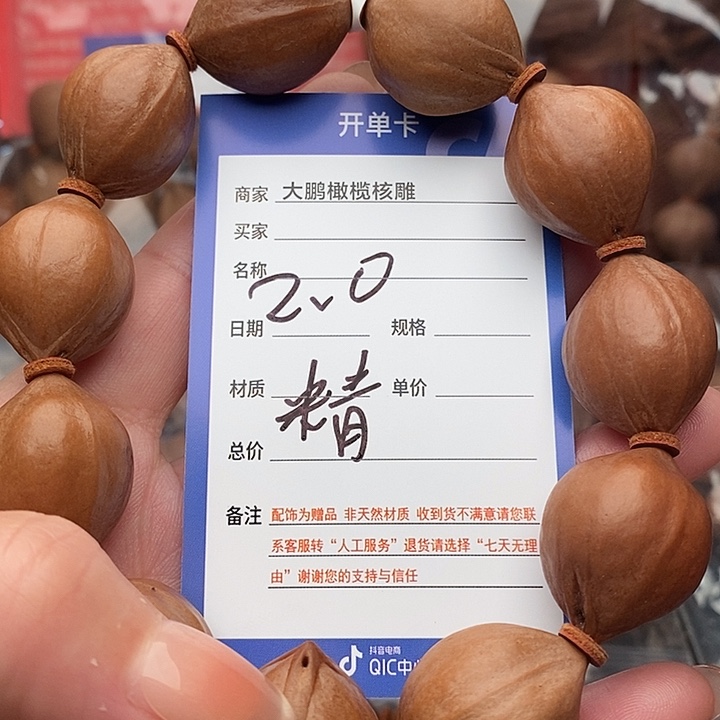 开单卡
商家 大鹏橄榄核雕
买家
名称
2.0
日期 规格
材质 精 单价
总价
备注 配饰为赠品 非天然材质 收到货不满意请您联
系客服转“人工服务”退货请选择“七天无理
由”谢谢您的支持与信任
抖音电商
QIC中